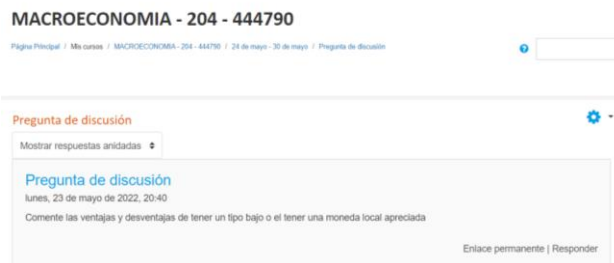 MACROECONOMIA - 204 - 444790
Página Principal / Mis cursos / MACROECONOMIA - 204 - 444790 / 24 de mayo - 30 de mayo / Pregunta de discusión
Pregunta de discusión
Mostrar respuestas anidadas
Pregunta de discusión
lunes, 23 de mayo de 2022, 20:40
Comente las ventajas y desventajas de tener un tipo bajo o el tener una moneda local apreciada
Enlace permanente | Responder